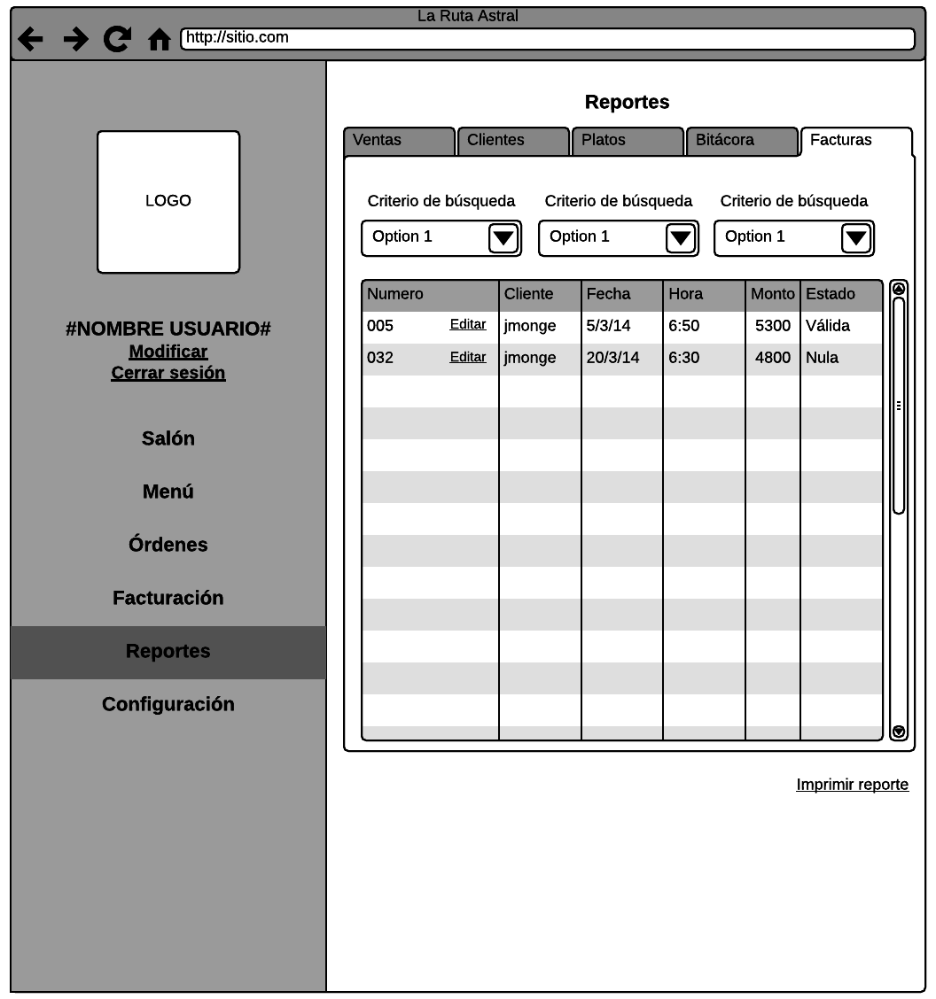 La Ruta Astral
http://sitio.com
LOGO
#NOMBRE USUARIO#
Modificar
Cerrar sesión
Salón
Menú
Órdenes
Facturación
Reportes
Configuración
Reportes
Ventas Clientes Platos Bitácora Facturas
Criterio de búsqueda Criterio de búsqueda Criterio de búsqueda
Option 1 Option 1 Option 1
Numero Cliente Fecha Hora Monto Estado
005 Editar jmonge 5/3/14 6:50 5300 Válida
032 Editar jmonge 20/3/14 6:30 4800 Nula
Imprimir reporte